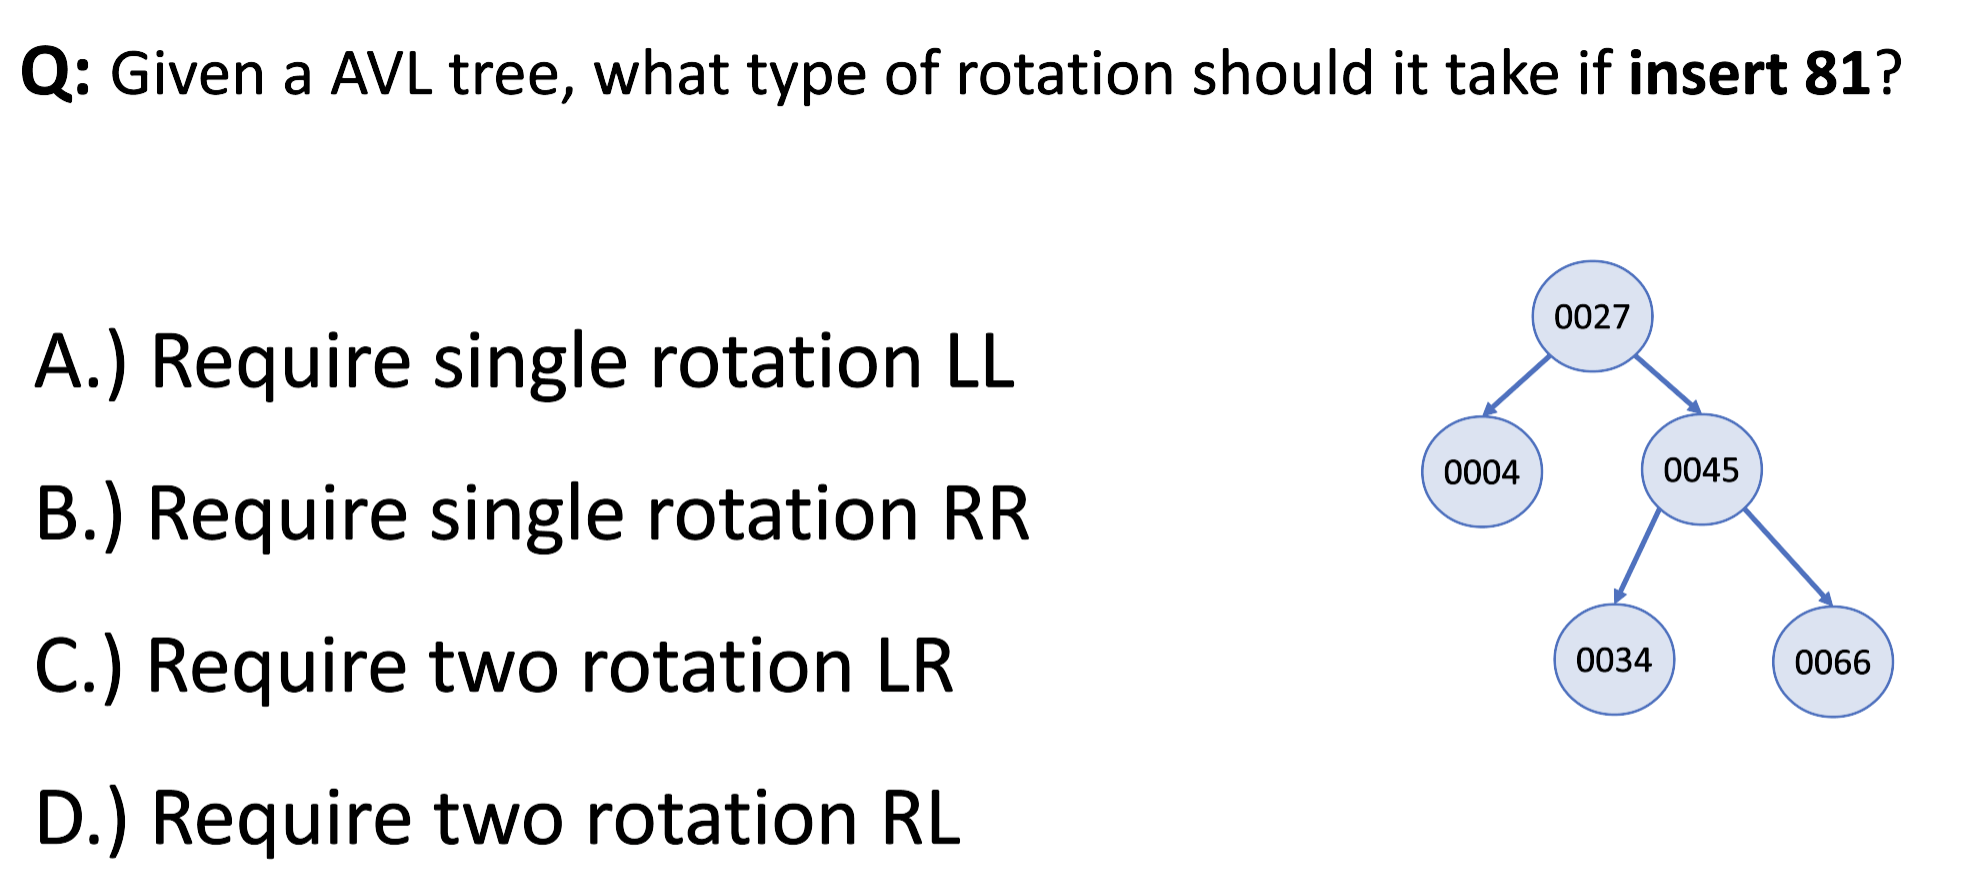 Q: Given a AVL tree, what type of rotation should it take if insert 81?
A.) Require single rotation LL
B.) Require single rotation RR
C.) Require two rotation LR
D.) Require two rotation RL
0027
0004
0045
0034
0066